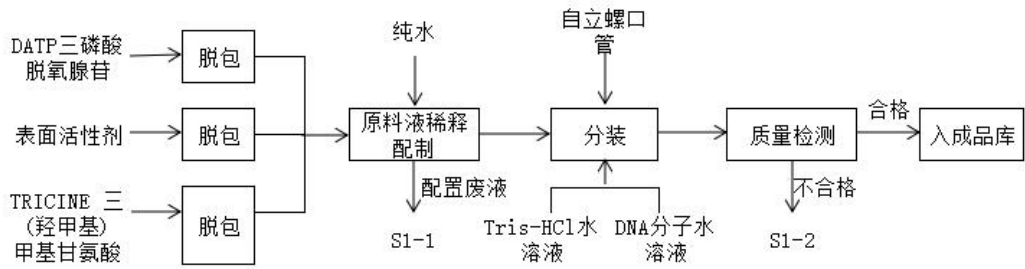 DATP三磷酸
脱氧腺苷
脱包
表面活性剂
脱包
TRICINE 三
(羟甲基)
甲基甘氨酸
脱包
纯水
原料液稀释
配制
配置废液
S1-1
自立螺口
管
分装
Tris-HCl水
溶液
DNA分子水
溶液
质量检测
合格
不合格
S1-2
入成品库